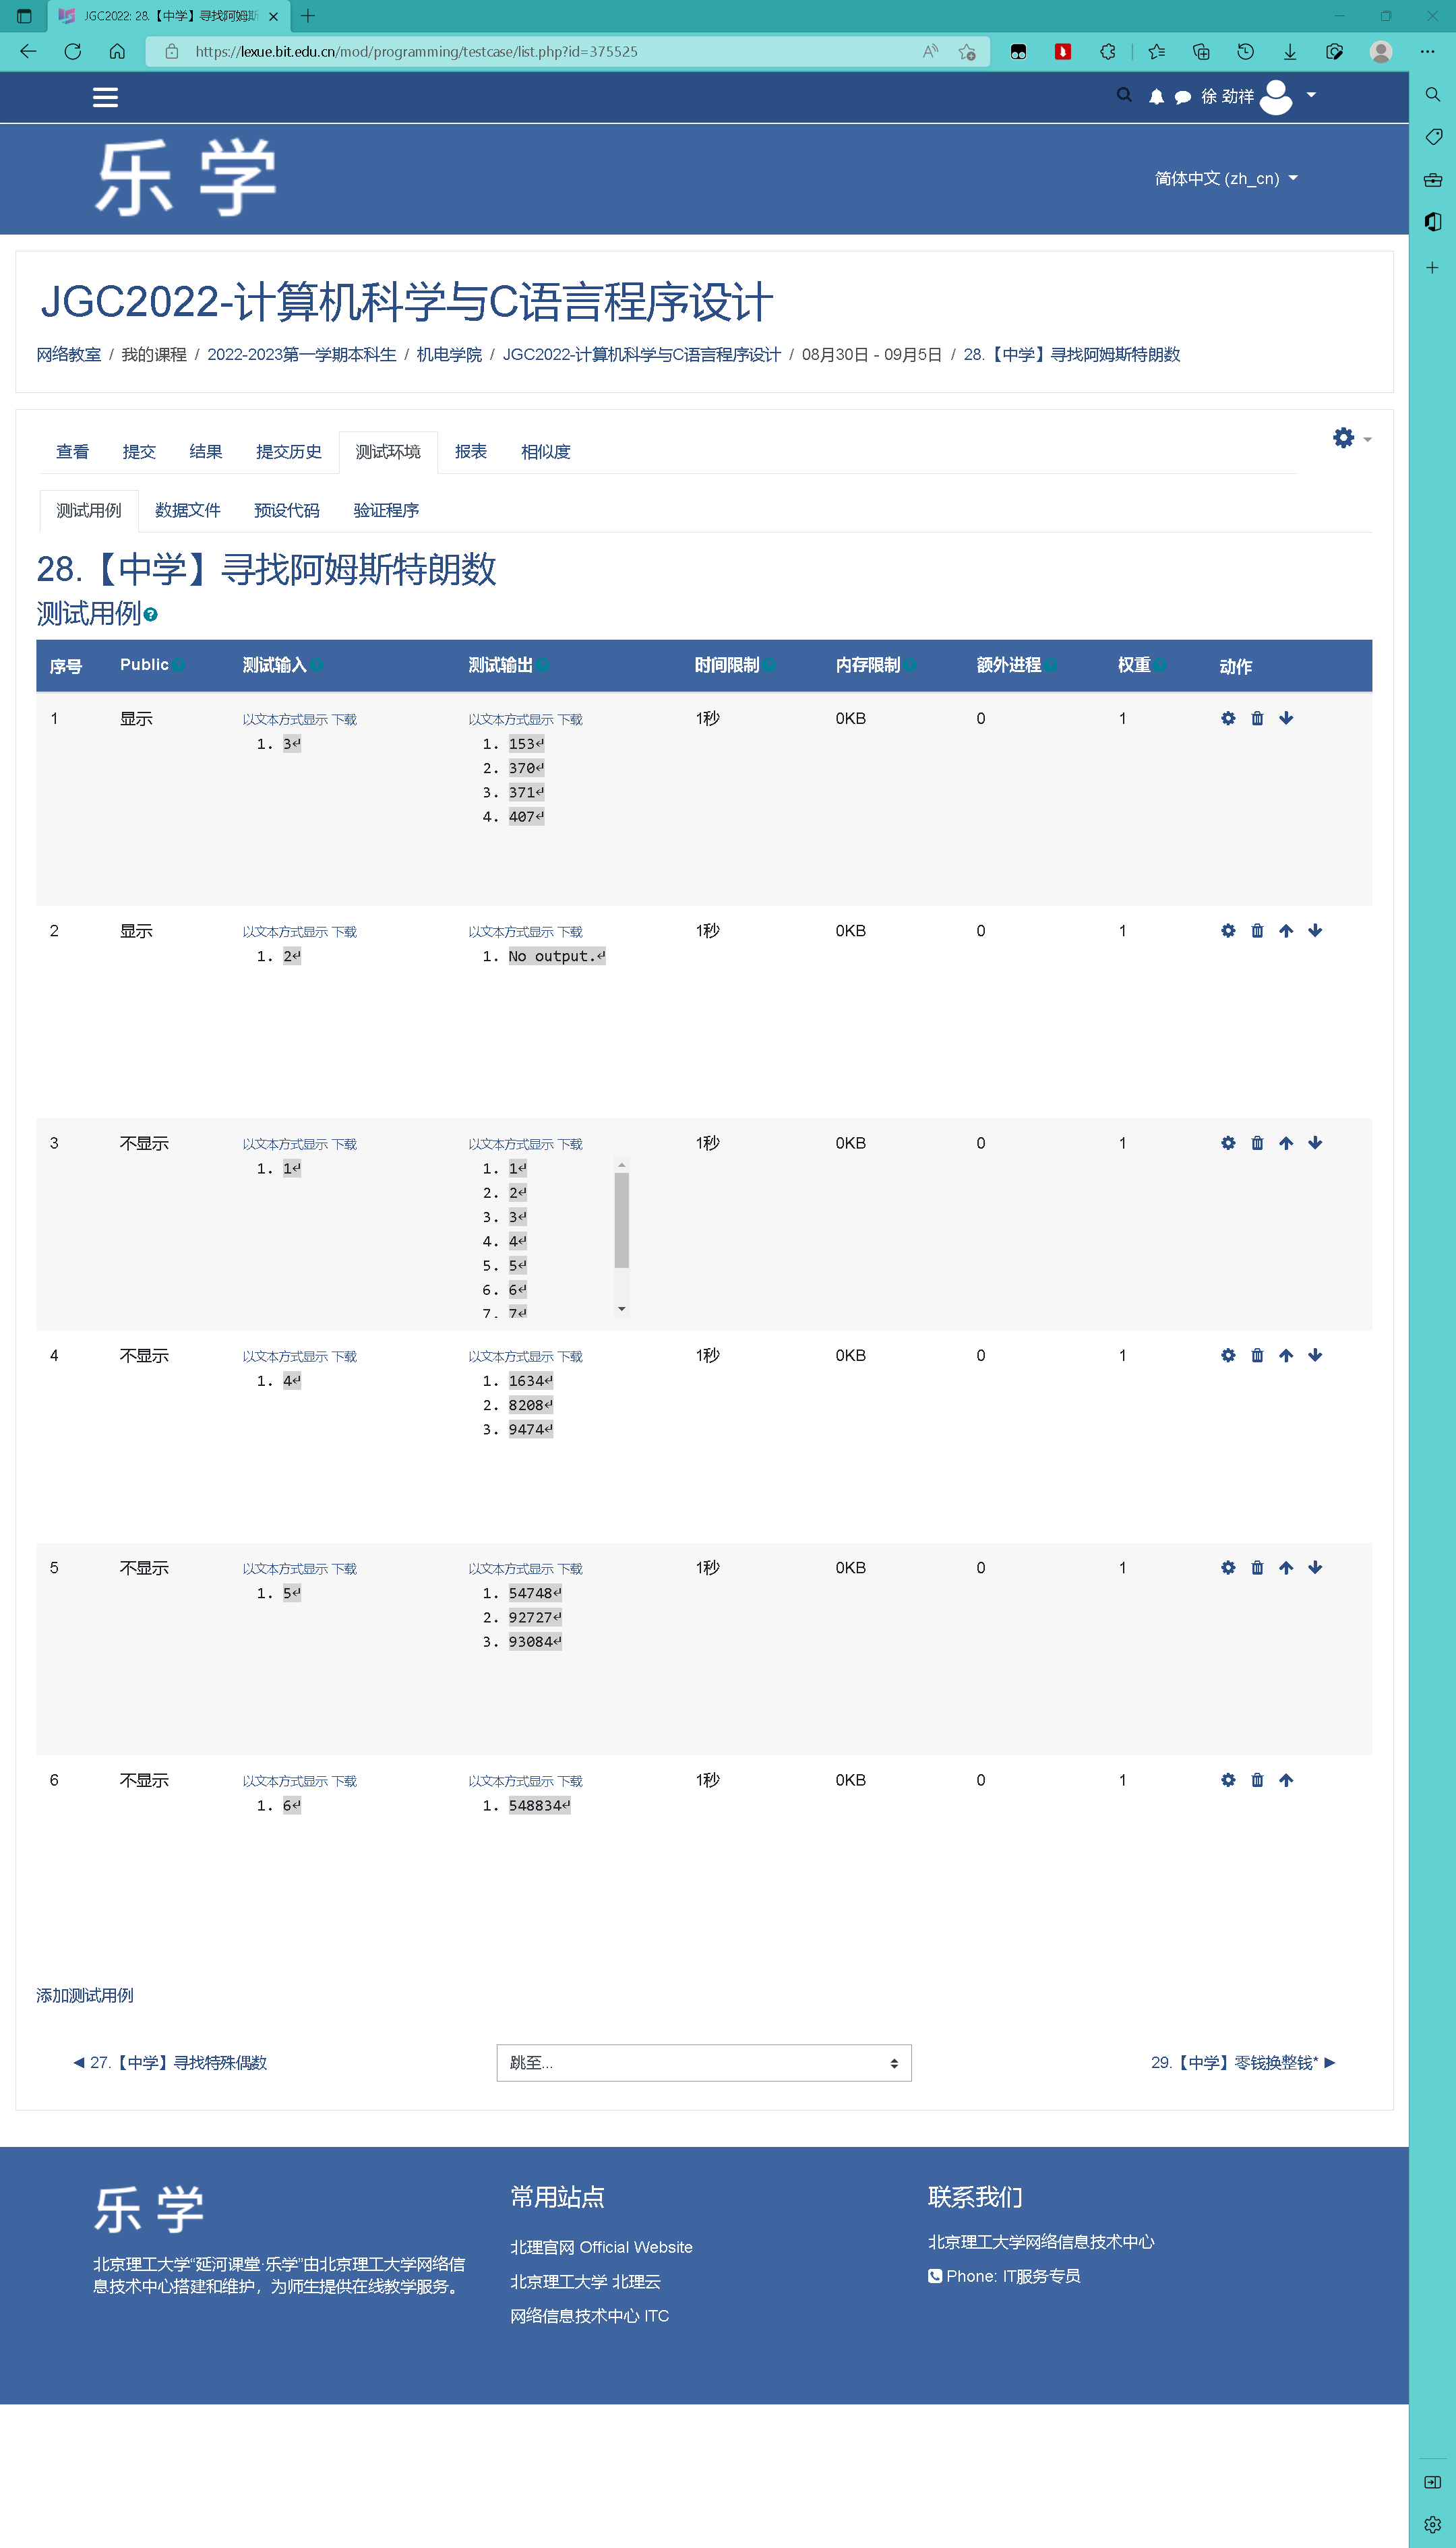 JGC2022: 28.【中学】寻找阿姆斯
https://lexue.bit.edu.cn/mod/programming/testcase/list.php?id=375525
徐 劲祥
乐 学
简体中文 (zh_cn)
JGC2022-计算机科学与C语言程序设计
网络教室 / 我的课程 / 2022-2023第一学期本科生 / 机电学院 / JGC2022-计算机科学与C语言程序设计 / 08月30日 - 09月5日 / 28.【中学】寻找阿姆斯特朗数
查看 提交 结果 提交历史 测试环境 报表 相似度
测试用例 数据文件 预设代码 验证程序
28.【中学】寻找阿姆斯特朗数
测试用例
序号 Public 测试输入 测试输出 时间限制 内存限制 额外进程 权重 动作
1 显示 以文本方式显示 下载 以文本方式显示 下载 1秒 0KB 0 1
1. 3↵ 1. 153↵
2. 370↵
3. 371↵
4. 407↵
2 显示 以文本方式显示 下载 以文本方式显示 下载 1秒 0KB 0 1
1. 2↵ 1. No output.↵
3 不显示 以文本方式显示 下载 以文本方式显示 下载 1秒 0KB 0 1
1. 1↵ 1. 1↵
2. 2↵
3. 3↵
4. 4↵
5. 5↵
6. 6↵
7. 7↵
4 不显示 以文本方式显示 下载 以文本方式显示 下载 1秒 0KB 0 1
1. 4↵ 1. 1634↵
2. 8208↵
3. 9474↵
5 不显示 以文本方式显示 下载 以文本方式显示 下载 1秒 0KB 0 1
1. 5↵ 1. 54748↵
2. 92727↵
3. 93084↵
6 不显示 以文本方式显示 下载 以文本方式显示 下载 1秒 0KB 0 1
1. 6↵ 1. 548834↵
添加测试用例
◄ 27.【中学】寻找特殊偶数 跳至... 29.【中学】零钱换整钱* ►
乐 学
北京理工大学“延河课堂·乐学”由北京理工大学网络信
息技术中心搭建和维护，为师生提供在线教学服务。
常用站点
北理官网 Official Website
北京理工大学 北理云
网络信息技术中心 ITC
联系我们
北京理工大学网络信息技术中心
Phone: IT服务专员